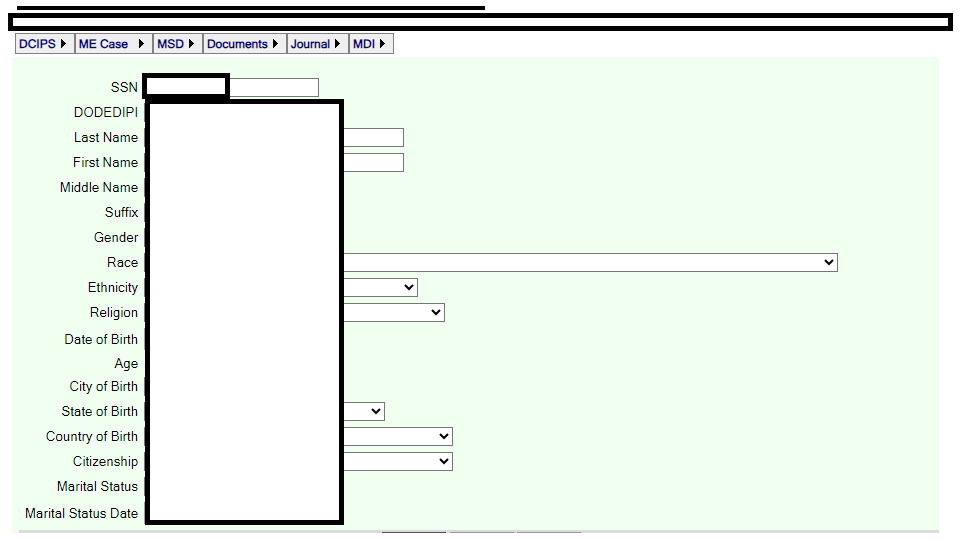 DCIPS ME Case MSD Documents Journal MDI
SSN
DODEDIPI
Last Name
First Name
Middle Name
Suffix
Gender
Race
Ethnicity
Religion
Date of Birth
Age
City of Birth
State of Birth
Country of Birth
Citizenship
Marital Status
Marital Status Date